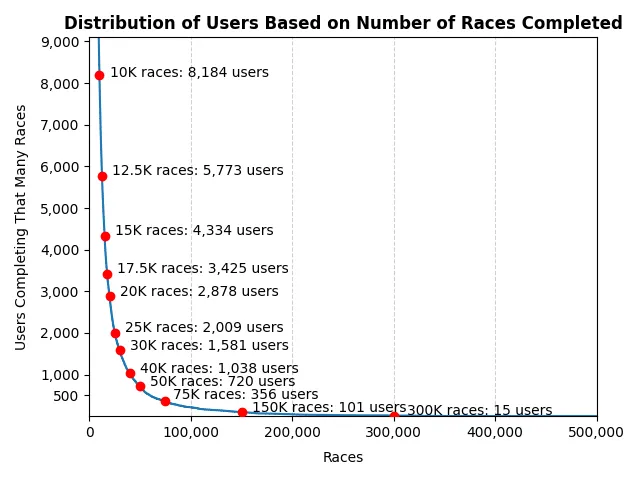 Distribution of Users Based on Number of Races Completed
Users Completing That Many Races
9,000
8,000
7,000
6,000
5,000
4,000
3,000
2,000
1,000
500
10K races: 8,184 users
12.5K races: 5,773 users
15K races: 4,334 users
17.5K races: 3,425 users
20K races: 2,878 users
25K races: 2,009 users
30K races: 1,581 users
40K races: 1,038 users
50K races: 720 users
75K races: 356 users
150K races: 101 users
300K races: 15 users
0
100,000
200,000
300,000
400,000
500,000
Races